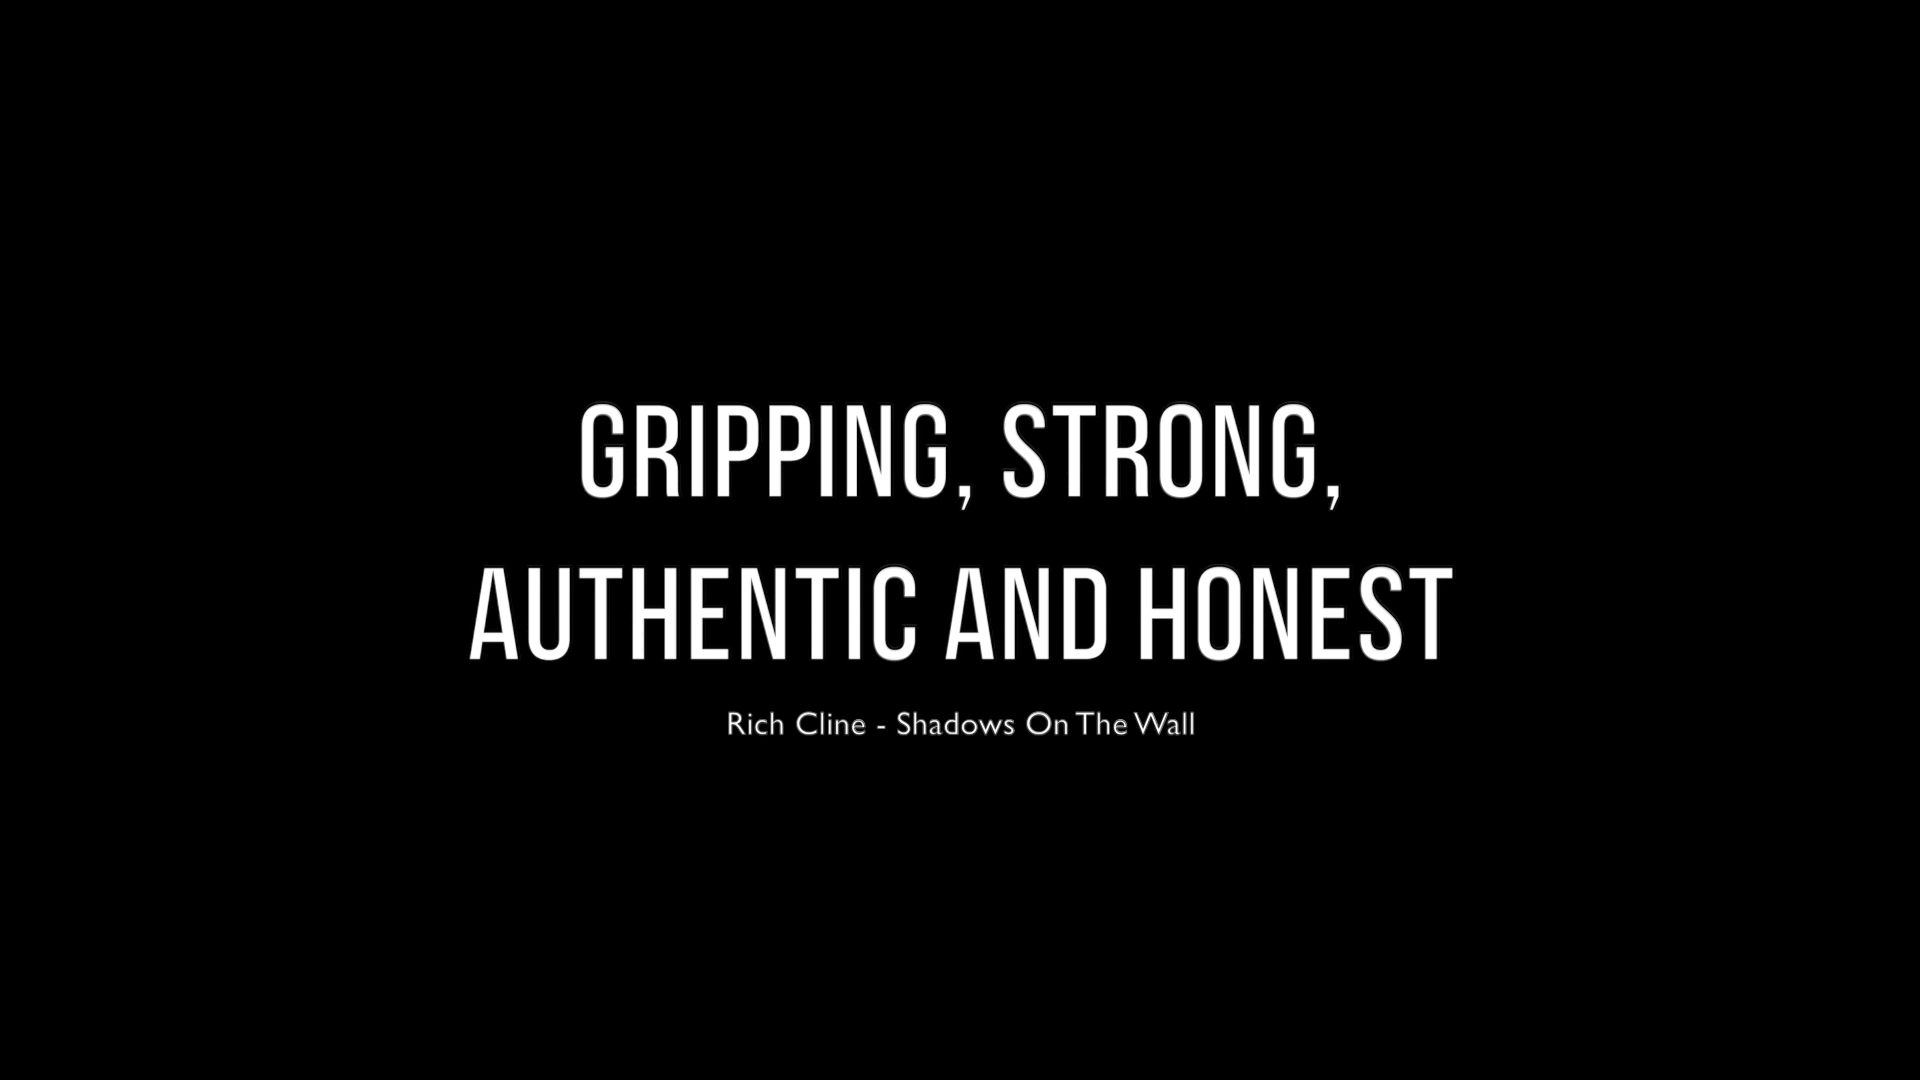 GRIPPING, STRONG,
AUTHENTIC AND HONEST
Rich Cline - Shadows On The Wall